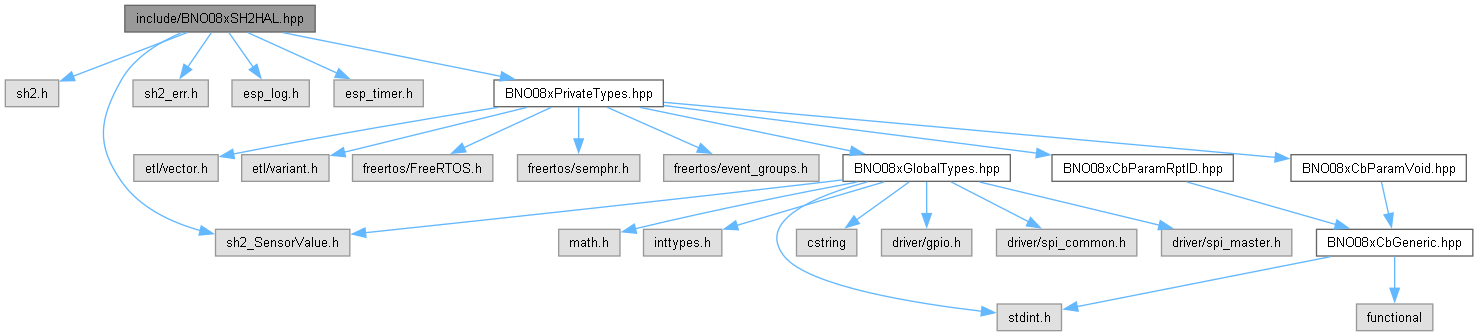 include/BNO08xSH2HAL.hpp
sh2.h
sh2_err.h
esp_log.h
esp_timer.h
BNO08xPrivateTypes.hpp
etl/vector.h
etl/variant.h
freertos/FreeRTOS.h
freertos/semphr.h
freertos/event_groups.h
BNO08xGlobalTypes.hpp
BNO08xCbParamRptID.hpp
BNO08xCbParamVoid.hpp
sh2_SensorValue.h
math.h
inttypes.h
cstring
driver/gpio.h
driver/spi_common.h
driver/spi_master.h
BNO08xCbGeneric.hpp
stdint.h
functional